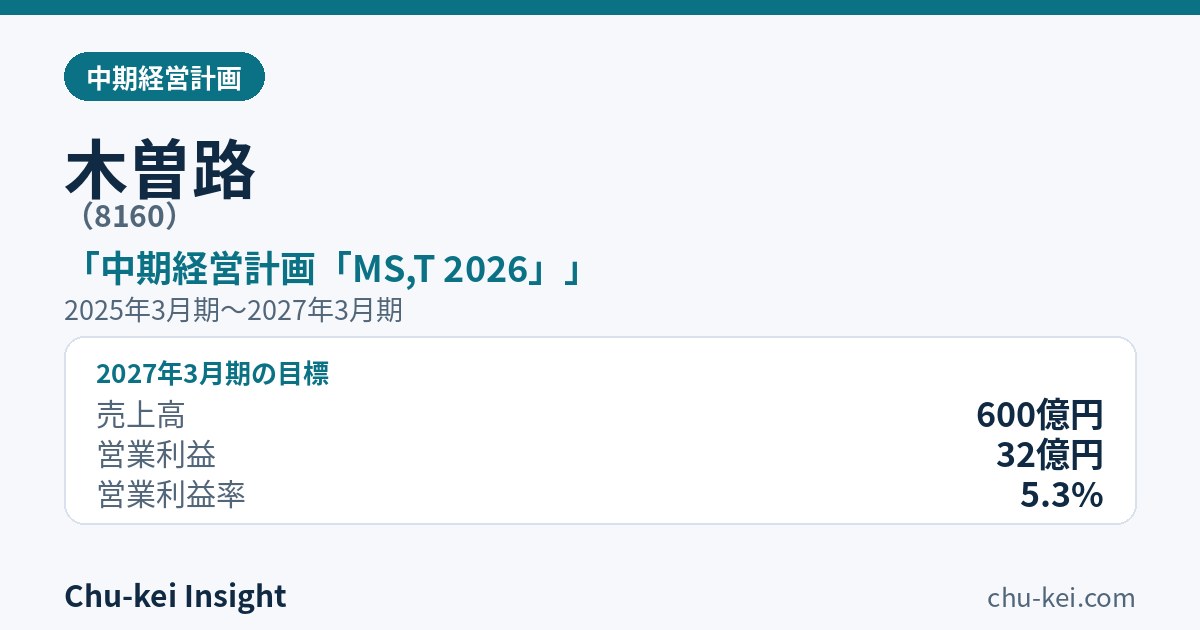 中期経営計画
木曽路
（8160）
「中期経営計画「MS,T 2026」」
2025年3月期～2027年3月期
2027年3月期の目標
売上高 600億円
営業利益 32億円
営業利益率 5.3%
Chu-kei Insight chu-kei.com